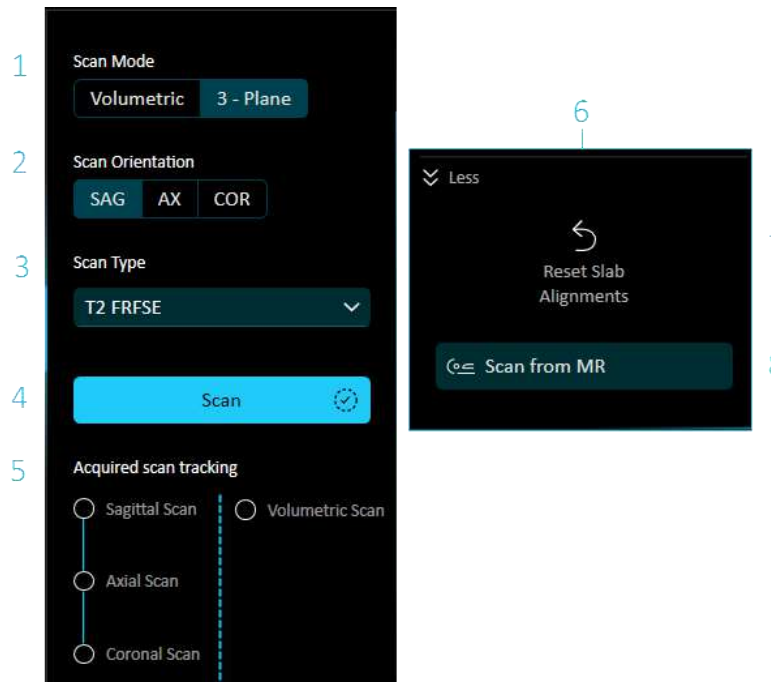 1
Scan Mode
Volumetric 3 - Plane
2
Scan Orientation
SAG AX COR
3
Scan Type
T2 FRFSE
4
Scan
5
Acquired scan tracking
Sagittal Scan Volumetric Scan
Axial Scan
Coronal Scan
6
Less
Reset Slab
Alignments
Scan from MR